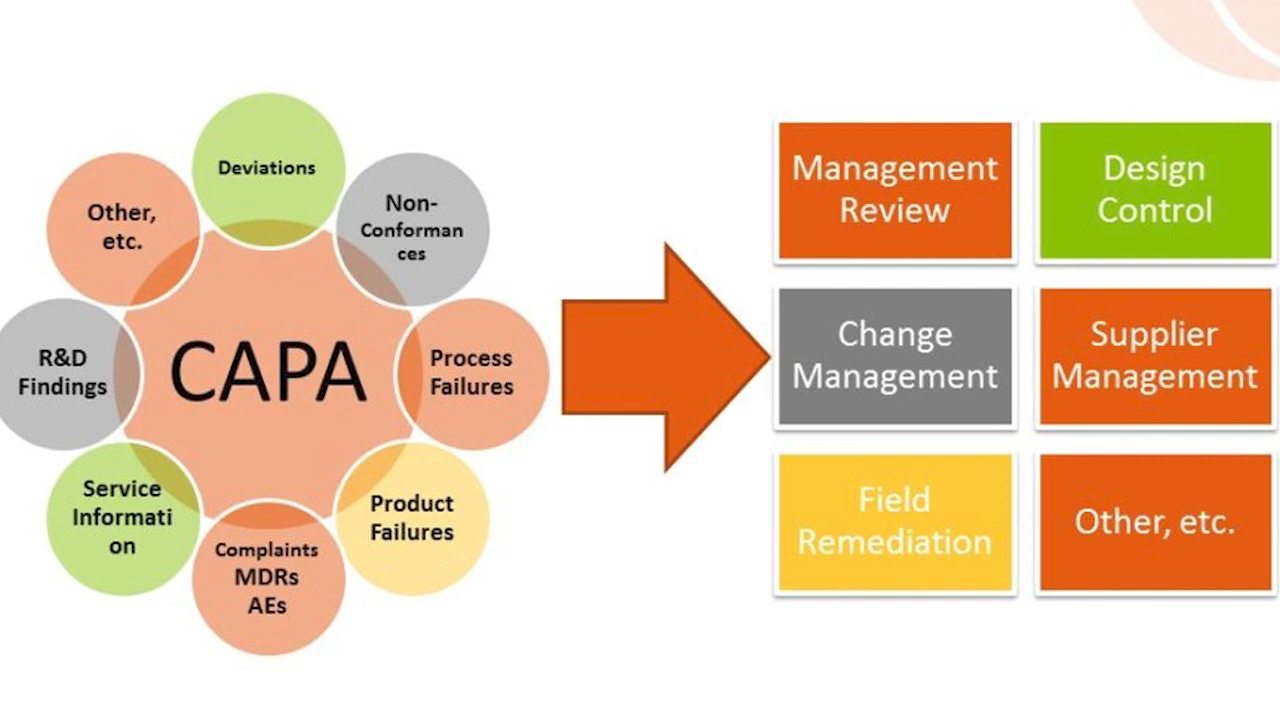 Deviations
Non-
Conforman
ces
Process
Failures
Product
Failures
Complaints
MDRs
AEs
Service
Informati
on
R&D
Findings
Other,
etc.
CAPA
Management
Review
Design
Control
Change
Management
Supplier
Management
Field
Remediation
Other, etc.